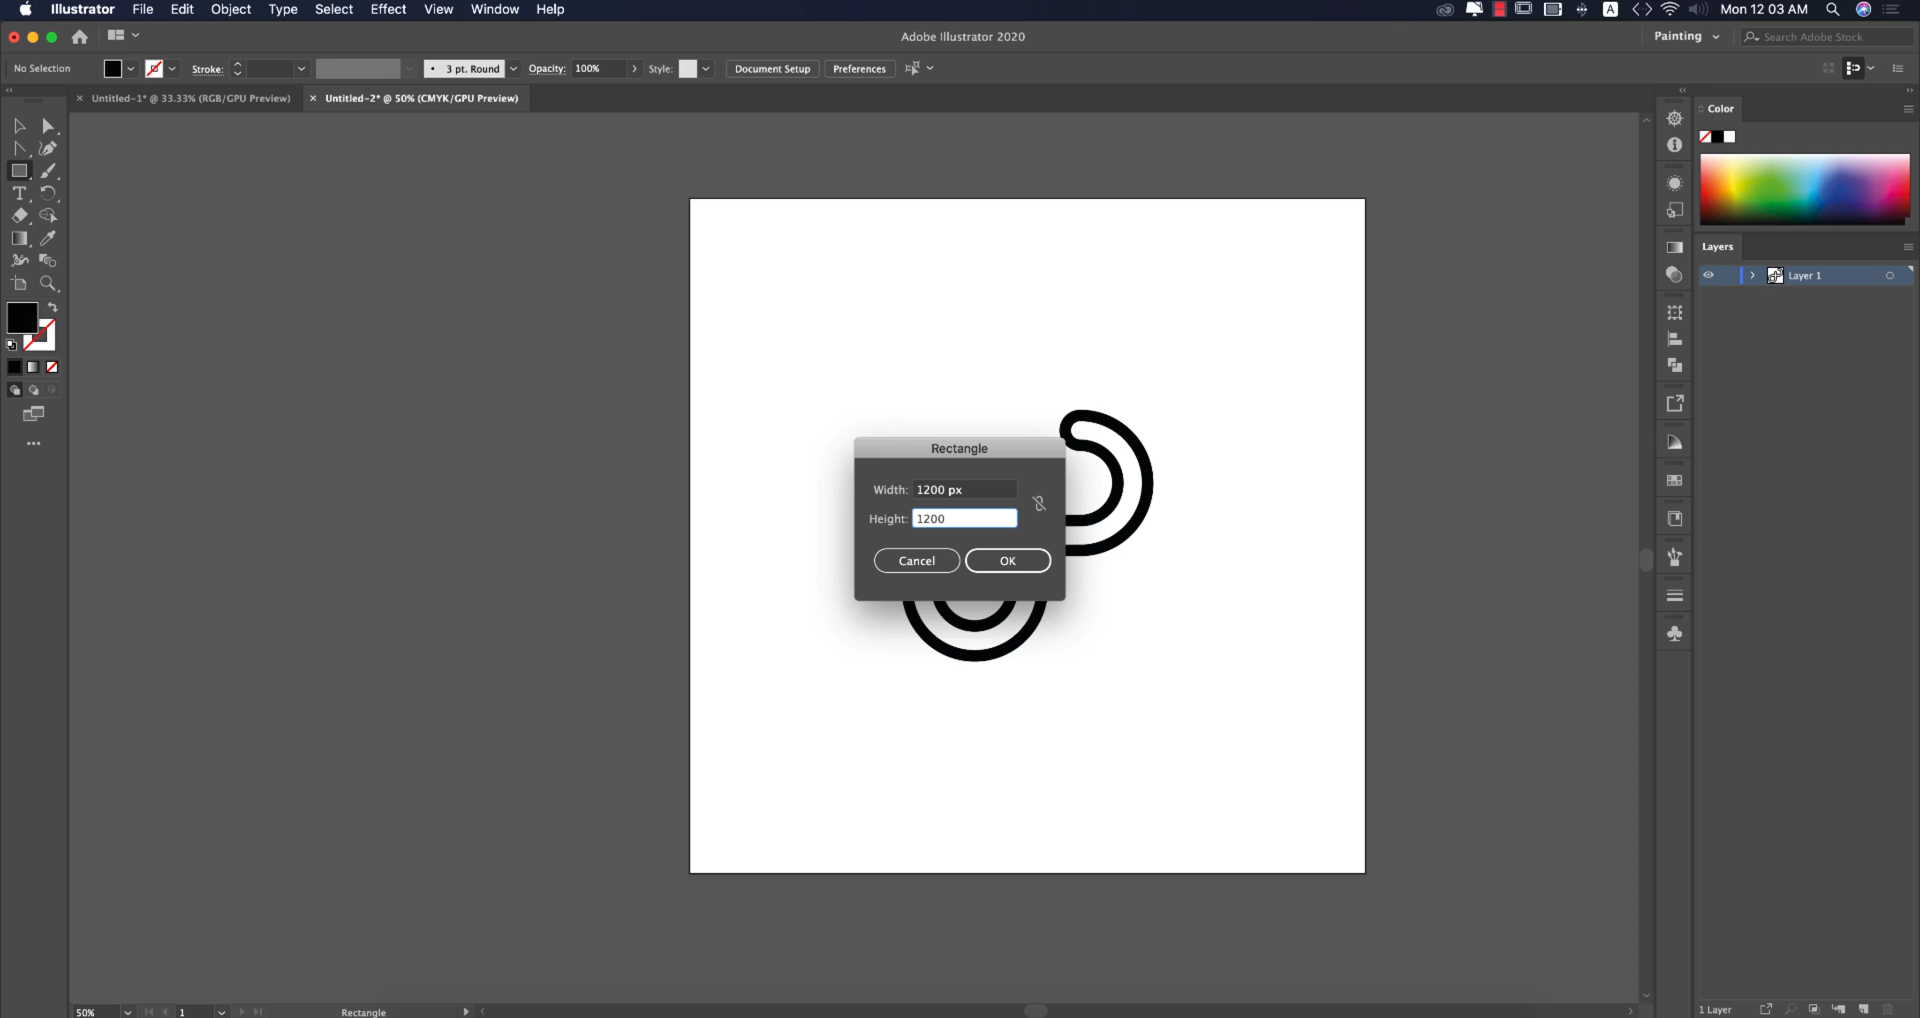 Illustrator File Edit Object Type Select Effect View Window Help
A Mon 12 03 AM
Adobe Illustrator 2020
Painting
Search Adobe Stock
No Selection Stroke: 3 pt. Round Opacity: 100% Style: Document Setup Preferences
Untitled-1* @ 33.33% (RGB/GPU Preview) Untitled-2* @ 50% (CMYK/GPU Preview)
Color
Layers
Layer 1
Rectangle
Width: 1200 px
Height: 1200
Cancel OK
50% 1 Rectangle
1 Layer